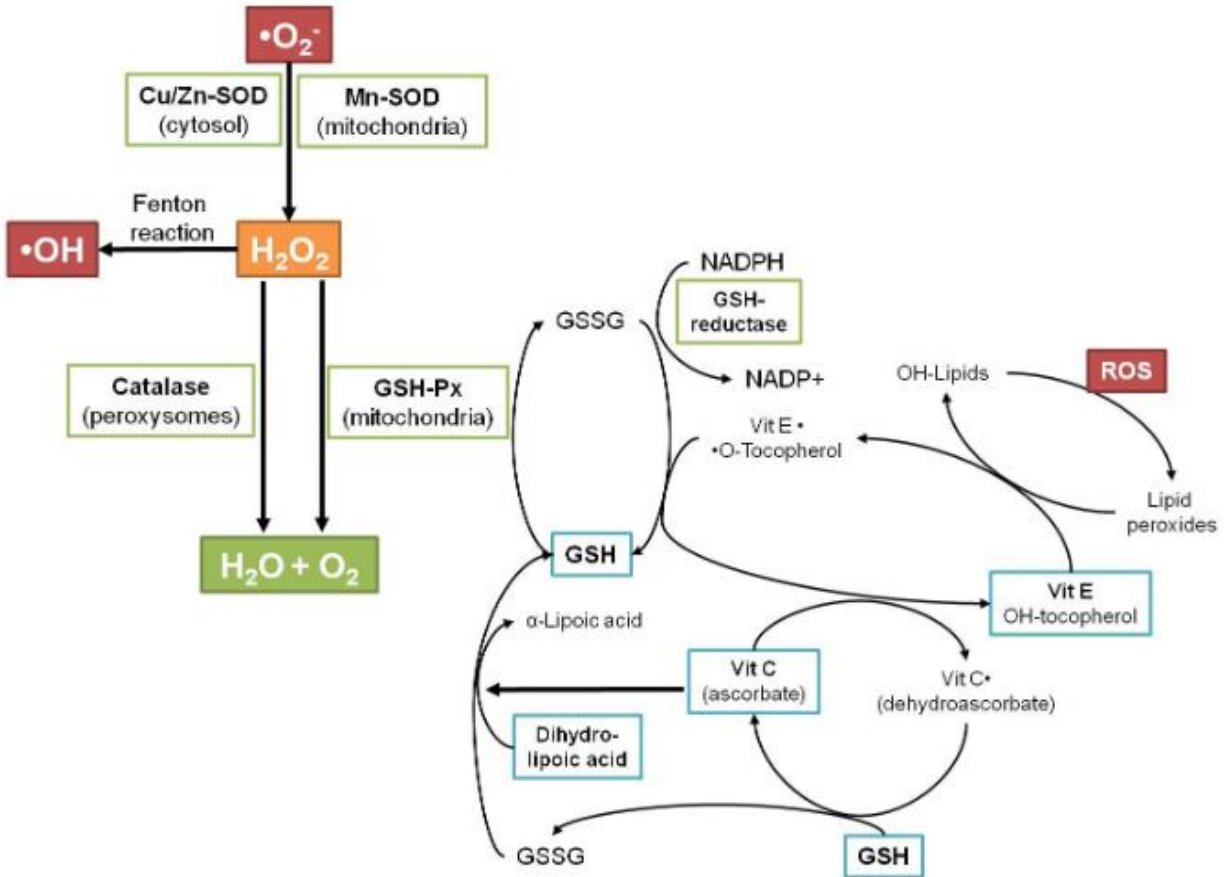 •O₂⁻
Cu/Zn-SOD
(cytosol)
Mn-SOD
(mitochondria)
Fenton
reaction
•OH
H₂O₂
NADPH
GSH-
reductase
GSSG
NADP+
OH-Lipids
ROS
Catalase
(peroxysomes)
GSH-Px
(mitochondria)
Vit E •
•O-Tocopherol
Lipid
peroxides
H₂O + O₂
GSH
Vit E
OH-tocopherol
α-Lipoic acid
Vit C
(ascorbate)
Vit C•
(dehydroascorbate)
Dihydro-
lipoic acid
GSSG
GSH